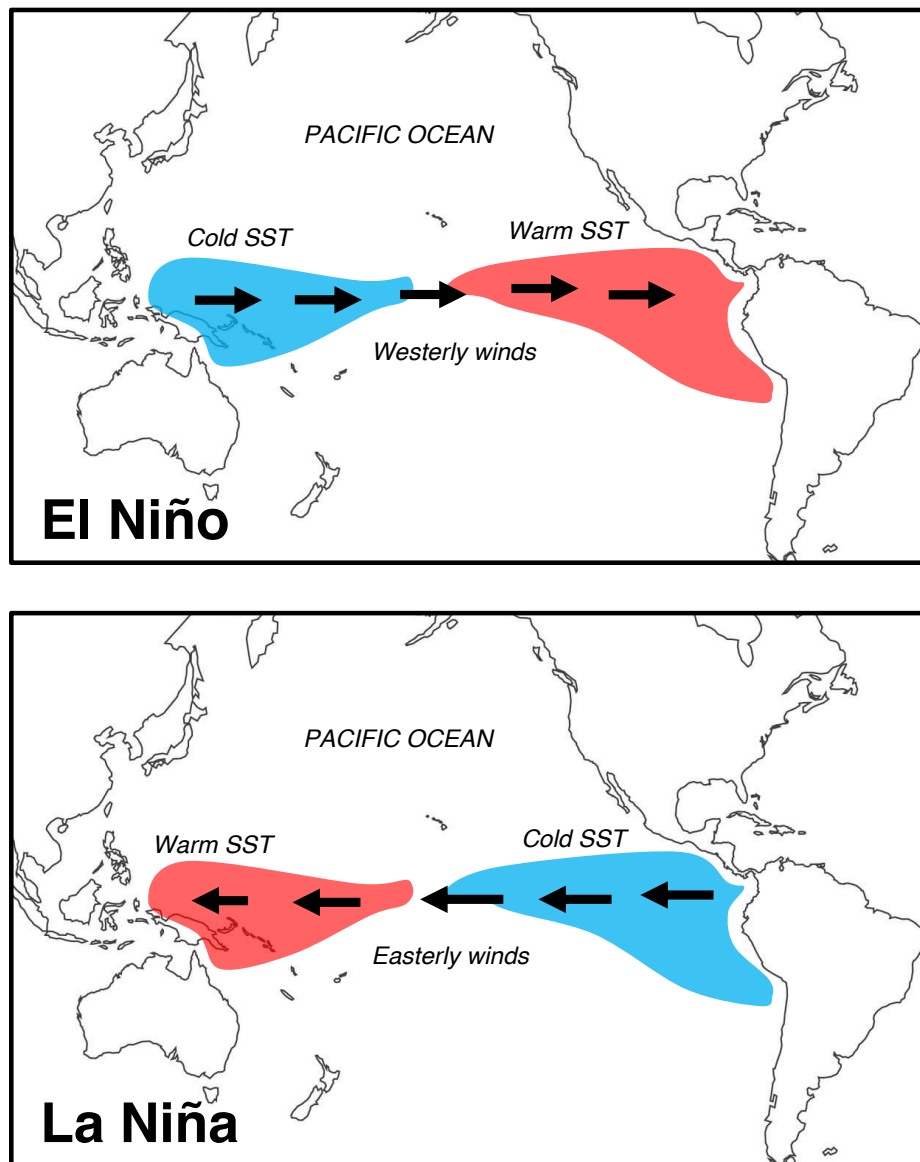 PACIFIC OCEAN
Warm SST
Cold SST
Westerly winds
El Niño
PACIFIC OCEAN
Cold SST
Warm SST
Easterly winds
La Niña